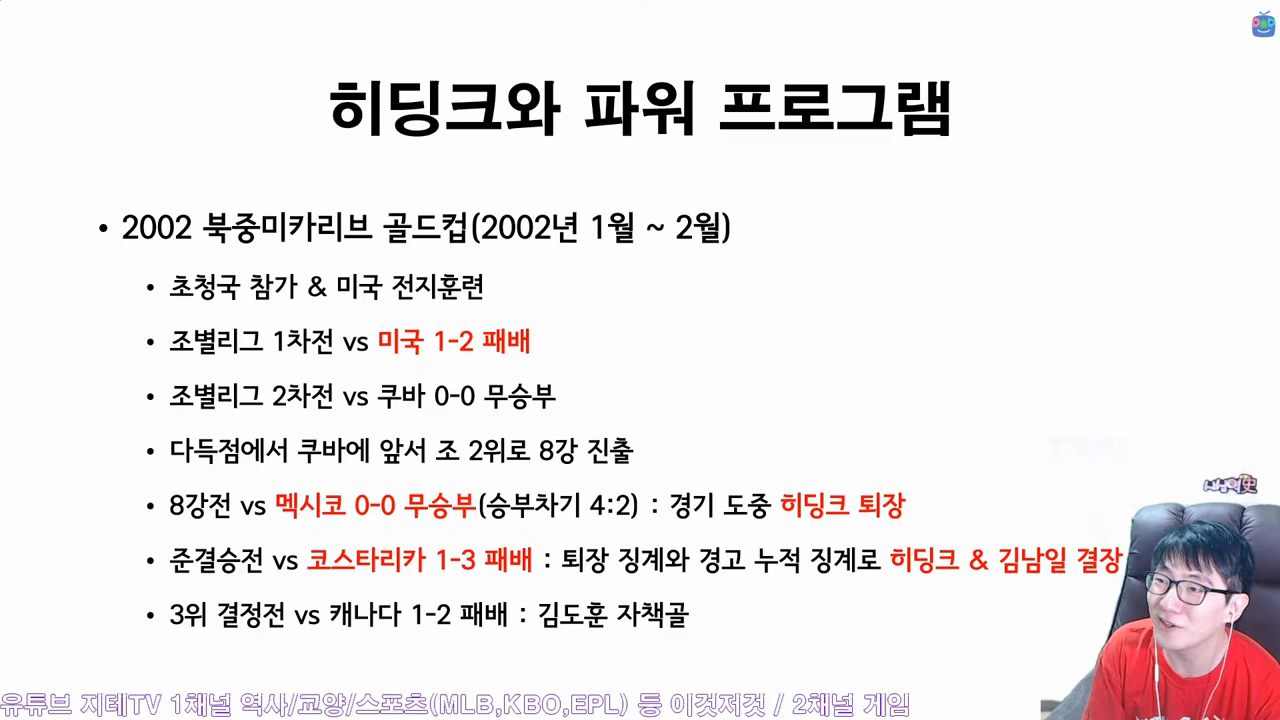 히딩크와 파워 프로그램
• 2002 북중미카리브 골드컵(2002년 1월 ~ 2월)
• 초청국 참가 & 미국 전지훈련
• 조별리그 1차전 vs 미국 1-2 패배
• 조별리그 2차전 vs 쿠바 0-0 무승부
• 다득점에서 쿠바에 앞서 조 2위로 8강 진출
• 8강전 vs 멕시코 0-0 무승부(승부차기 4:2) : 경기 도중 히딩크 퇴장
• 준결승전 vs 코스타리카 1-3 패배 : 퇴장 징계와 경고 누적 징계로 히딩크 & 김남일 결장
• 3위 결정전 vs 캐나다 1-2 패배 : 김도훈 자책골
유튜브 지테TV 1채널 역사/교양/스포츠(MLB,KBO,EPL) 등 이것저것 / 2채널 게임